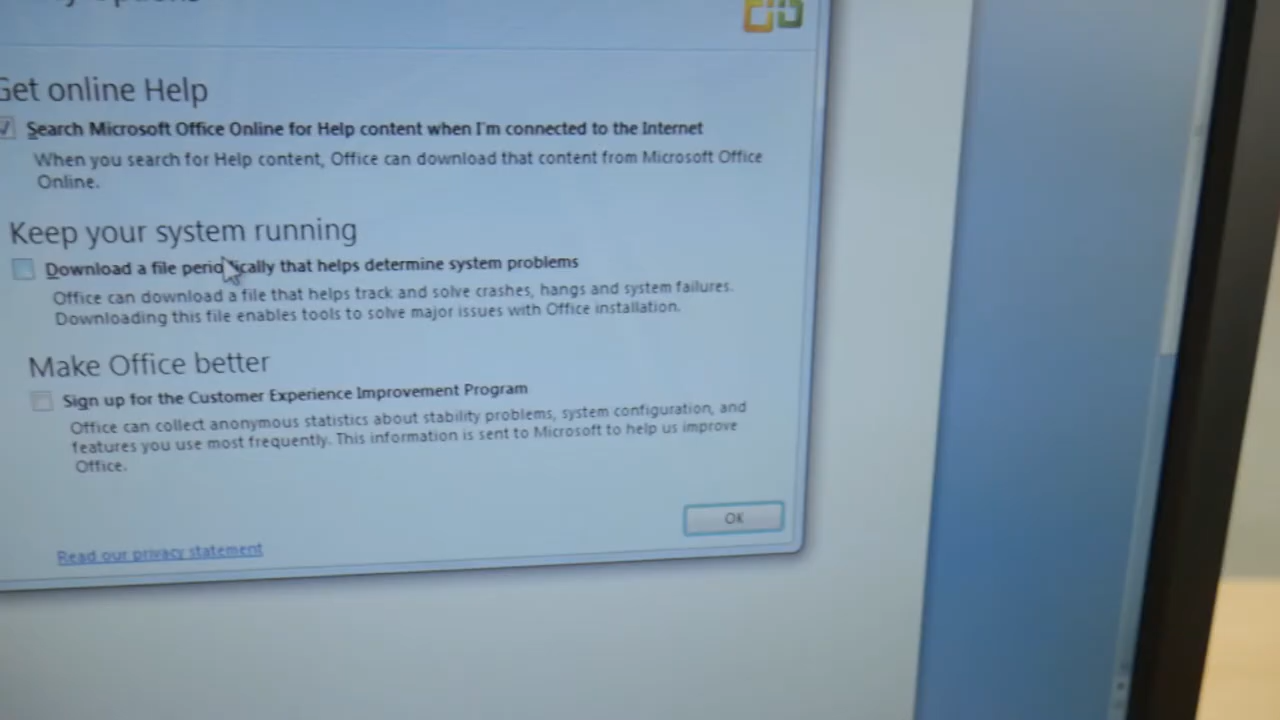 Get online Help
Search Microsoft Office Online for Help content when I'm connected to the Internet
When you search for Help content, Office can download that content from Microsoft Office
Online.
Keep your system running
Download a file periodically that helps determine system problems
Office can download a file that helps track and solve crashes, hangs and system failures.
Downloading this file enables tools to solve major issues with Office installation.
Make Office better
Sign up for the Customer Experience Improvement Program
Office can collect anonymous statistics about stability problems, system configuration, and
features you use most frequently. This information is sent to Microsoft to help us improve
Office.
OK
Read our privacy statement